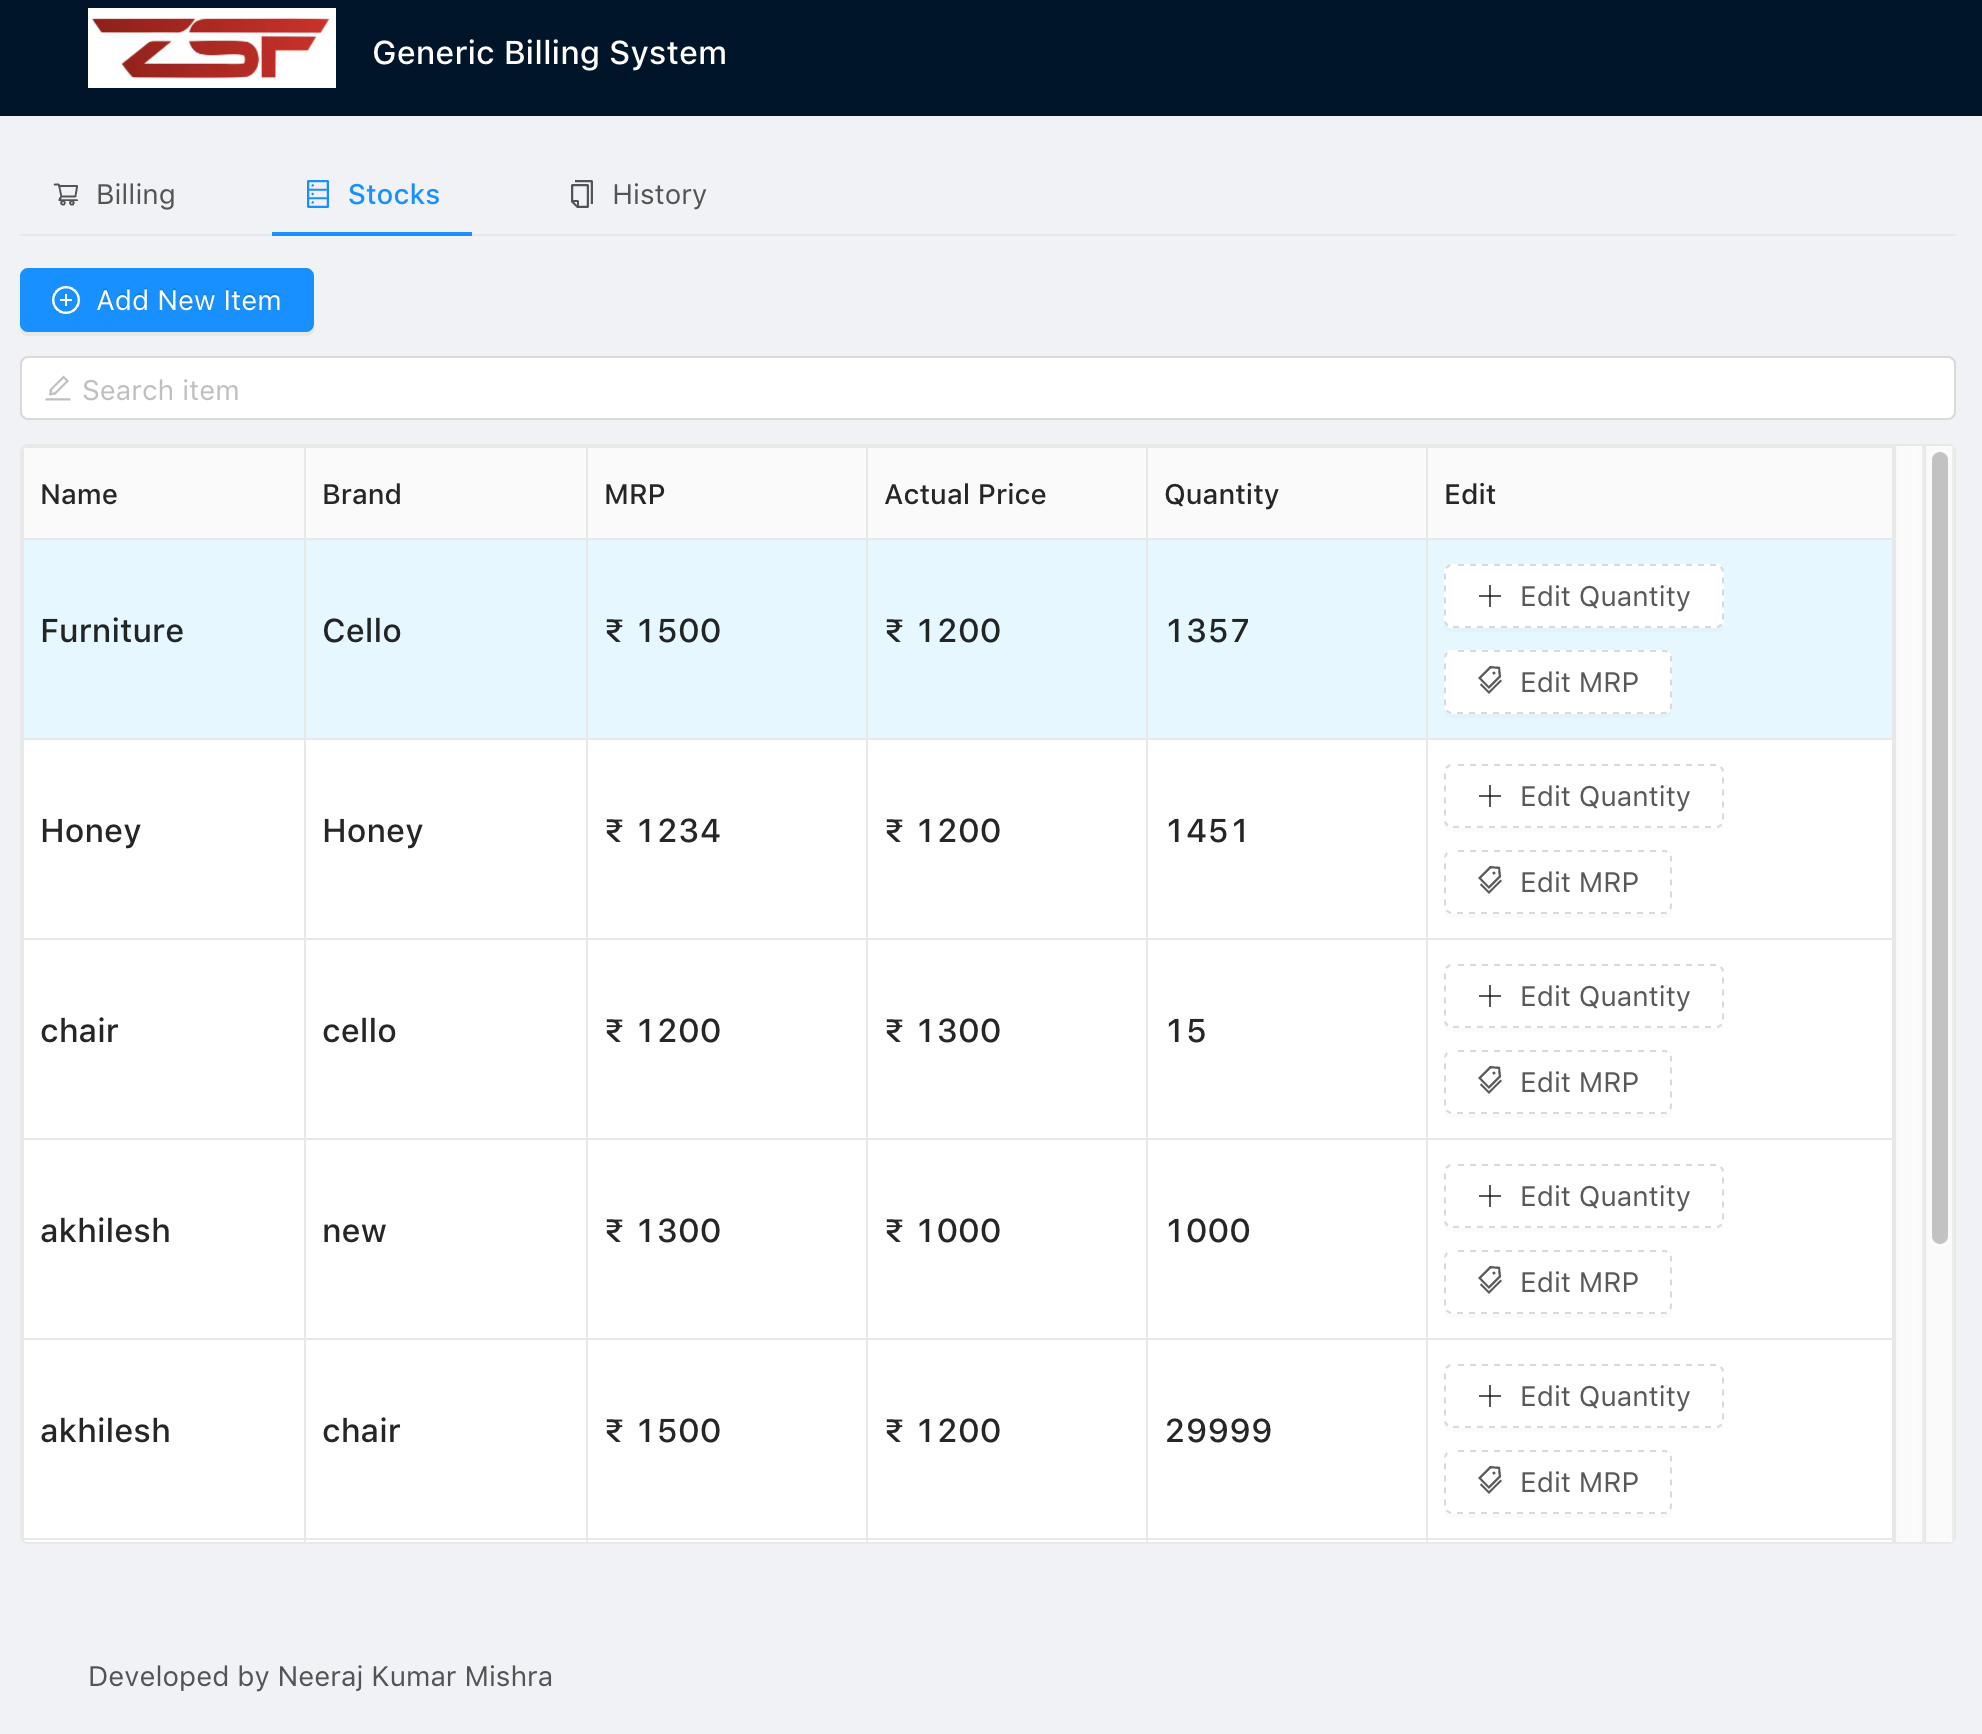 ZSF
Generic Billing System
Billing Stocks History
Add New Item
Search item
Name Brand MRP Actual Price Quantity Edit
Furniture Cello ₹ 1500 ₹ 1200 1357 Edit Quantity
Edit MRP
Honey Honey ₹ 1234 ₹ 1200 1451 Edit Quantity
Edit MRP
chair cello ₹ 1200 ₹ 1300 15 Edit Quantity
Edit MRP
akhilesh new ₹ 1300 ₹ 1000 1000 Edit Quantity
Edit MRP
akhilesh chair ₹ 1500 ₹ 1200 29999 Edit Quantity
Edit MRP
Developed by Neeraj Kumar Mishra